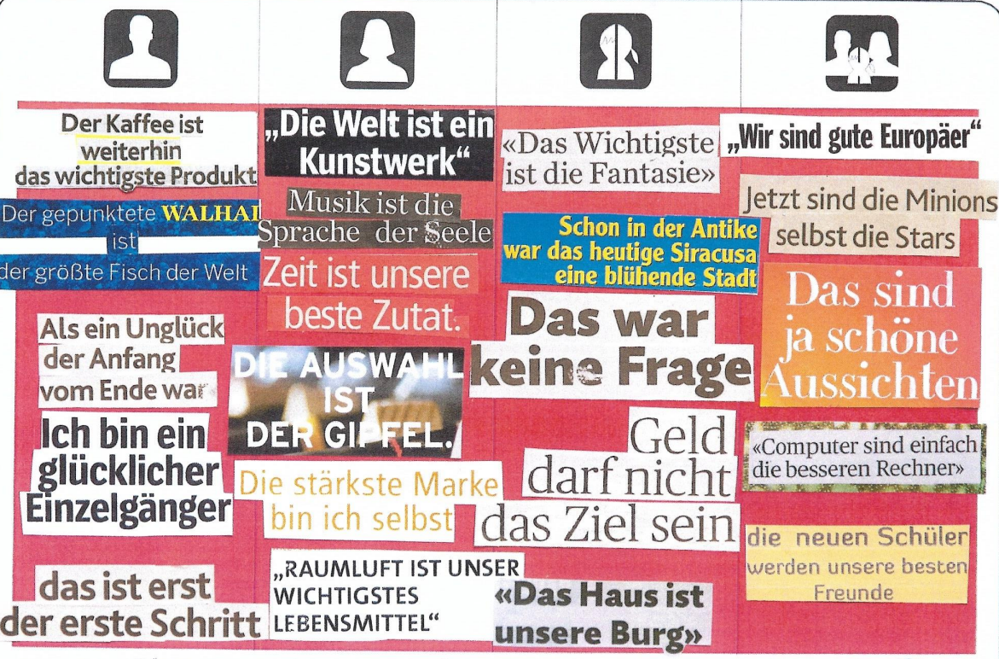 Der Kaffee ist
weiterhin
das wichtigste Produkt
Der gepunktete WALHAI
ist
der größte Fisch der Welt
Als ein Unglück
der Anfang
vom Ende war
Ich bin ein
glücklicher
Einzelgänger
das ist erst
der erste Schritt
„Die Welt ist ein
Kunstwerk“
Musik ist die
Sprache der Seele
Zeit ist unsere
beste Zutat.
DIE AUSWAHL
IST
DER GIPFEL.
Die stärkste Marke
bin ich selbst
„RAUMLUFT IST UNSER
WICHTIGSTES
LEBENSMITTEL“
«Das Wichtigste
ist die Fantasie»
Schon in der Antike
war das heutige Siracusa
eine blühende Stadt
Das war
keine Frage
Geld
darf nicht
das Ziel sein
«Das Haus ist
unsere Burg»
„Wir sind gute Europäer“
Jetzt sind die Minions
selbst die Stars
Das sind
ja schöne
Aussichten
«Computer sind einfach
die besseren Rechner»
die neuen Schüler
werden unsere besten
Freunde